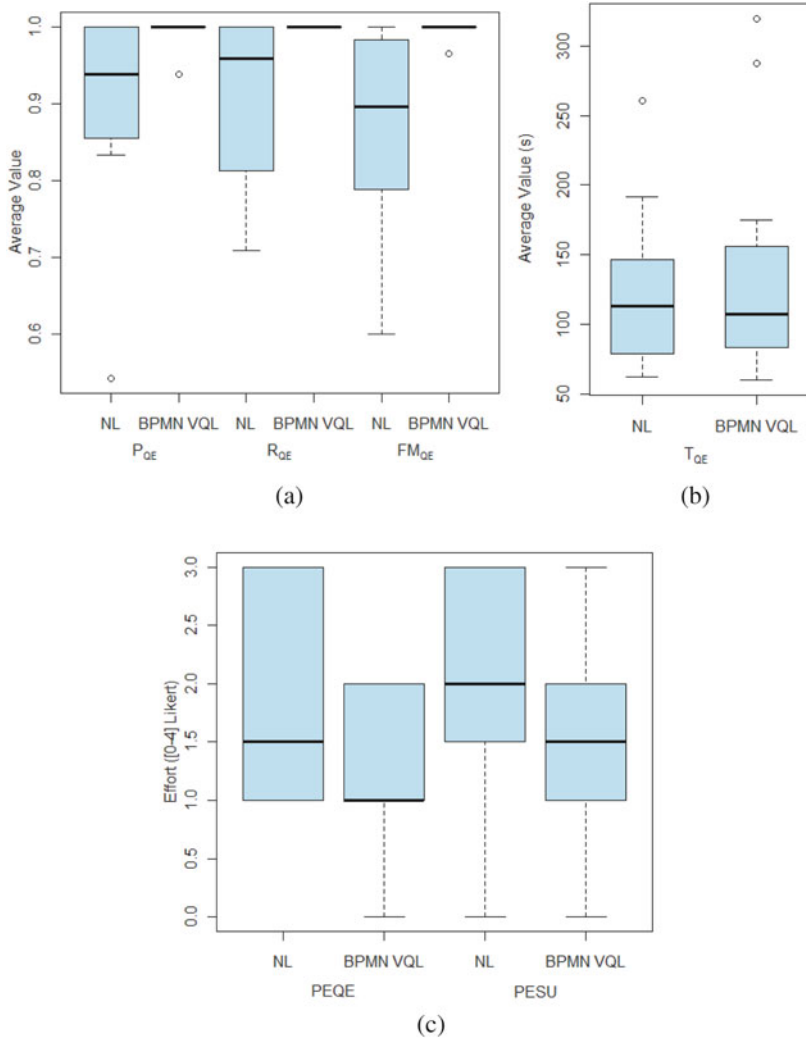 Average Value
1.0
0.9
0.8
0.7
0.6
NL BPMN VQL NL BPMN VQL NL BPMN VQL
PQE RQE FMQE
(a)
Average Value (s)
300
250
200
150
100
50
NL BPMN VQL
TQE
(b)
Effort ([0-4] Likert)
3.0
2.5
2.0
1.5
1.0
0.5
0.0
NL BPMN VQL NL BPMN VQL
PEQE PESU
(c)